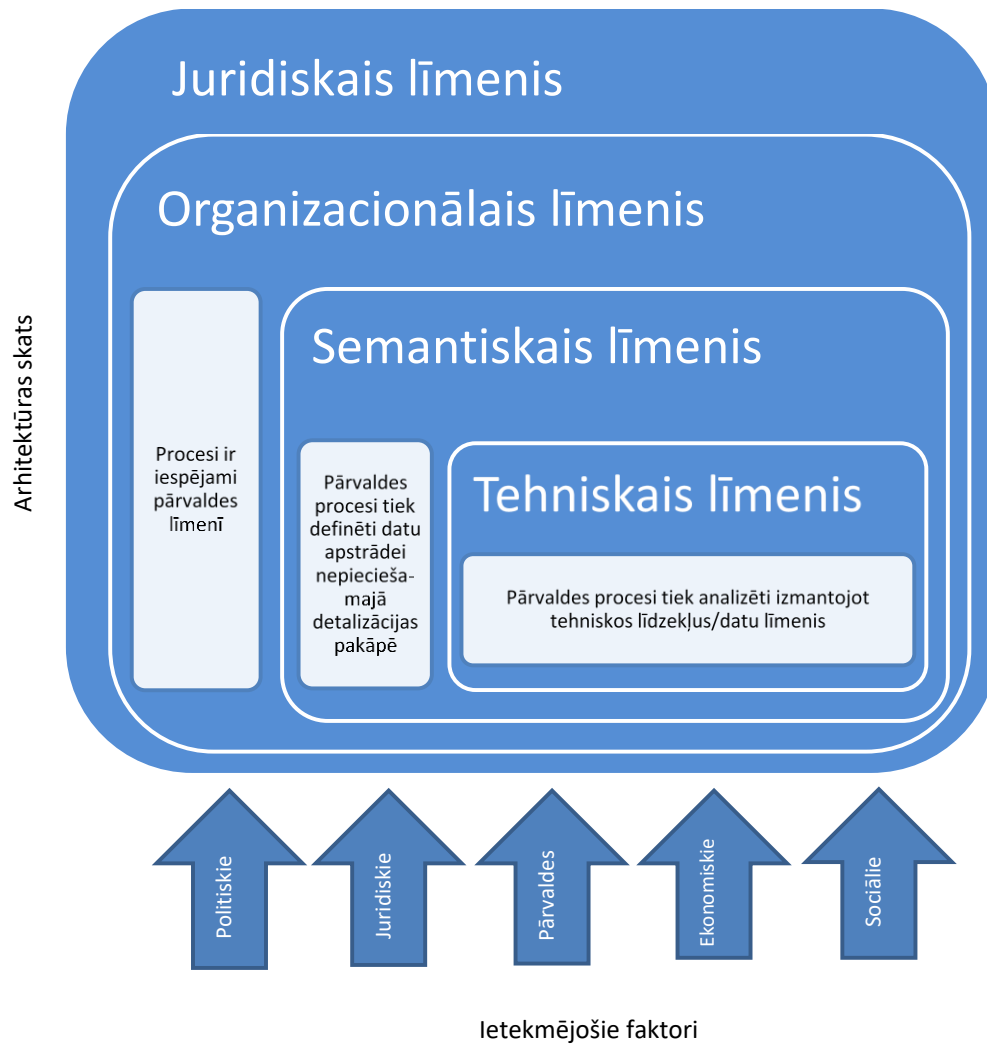 Juridiskais līmenis
Organizacionālais līmenis
Semantiskais līmenis
Tehniskais līmenis
Procesi ir
iespējami
pārvaldes
līmenī
Pārvaldes
procesi tiek
definēti datu
apstrādei
nepiecieša-
majā
detalizācijas
pakāpē
Pārvaldes procesi tiek analizēti izmantojot
tehniskos līdzekļus/datu līmenis
Arhitektūras skats
Politiskie
Juridiskie
Pārvaldes
Ekonomiskie
Sociālie
Ietekmējošie faktori